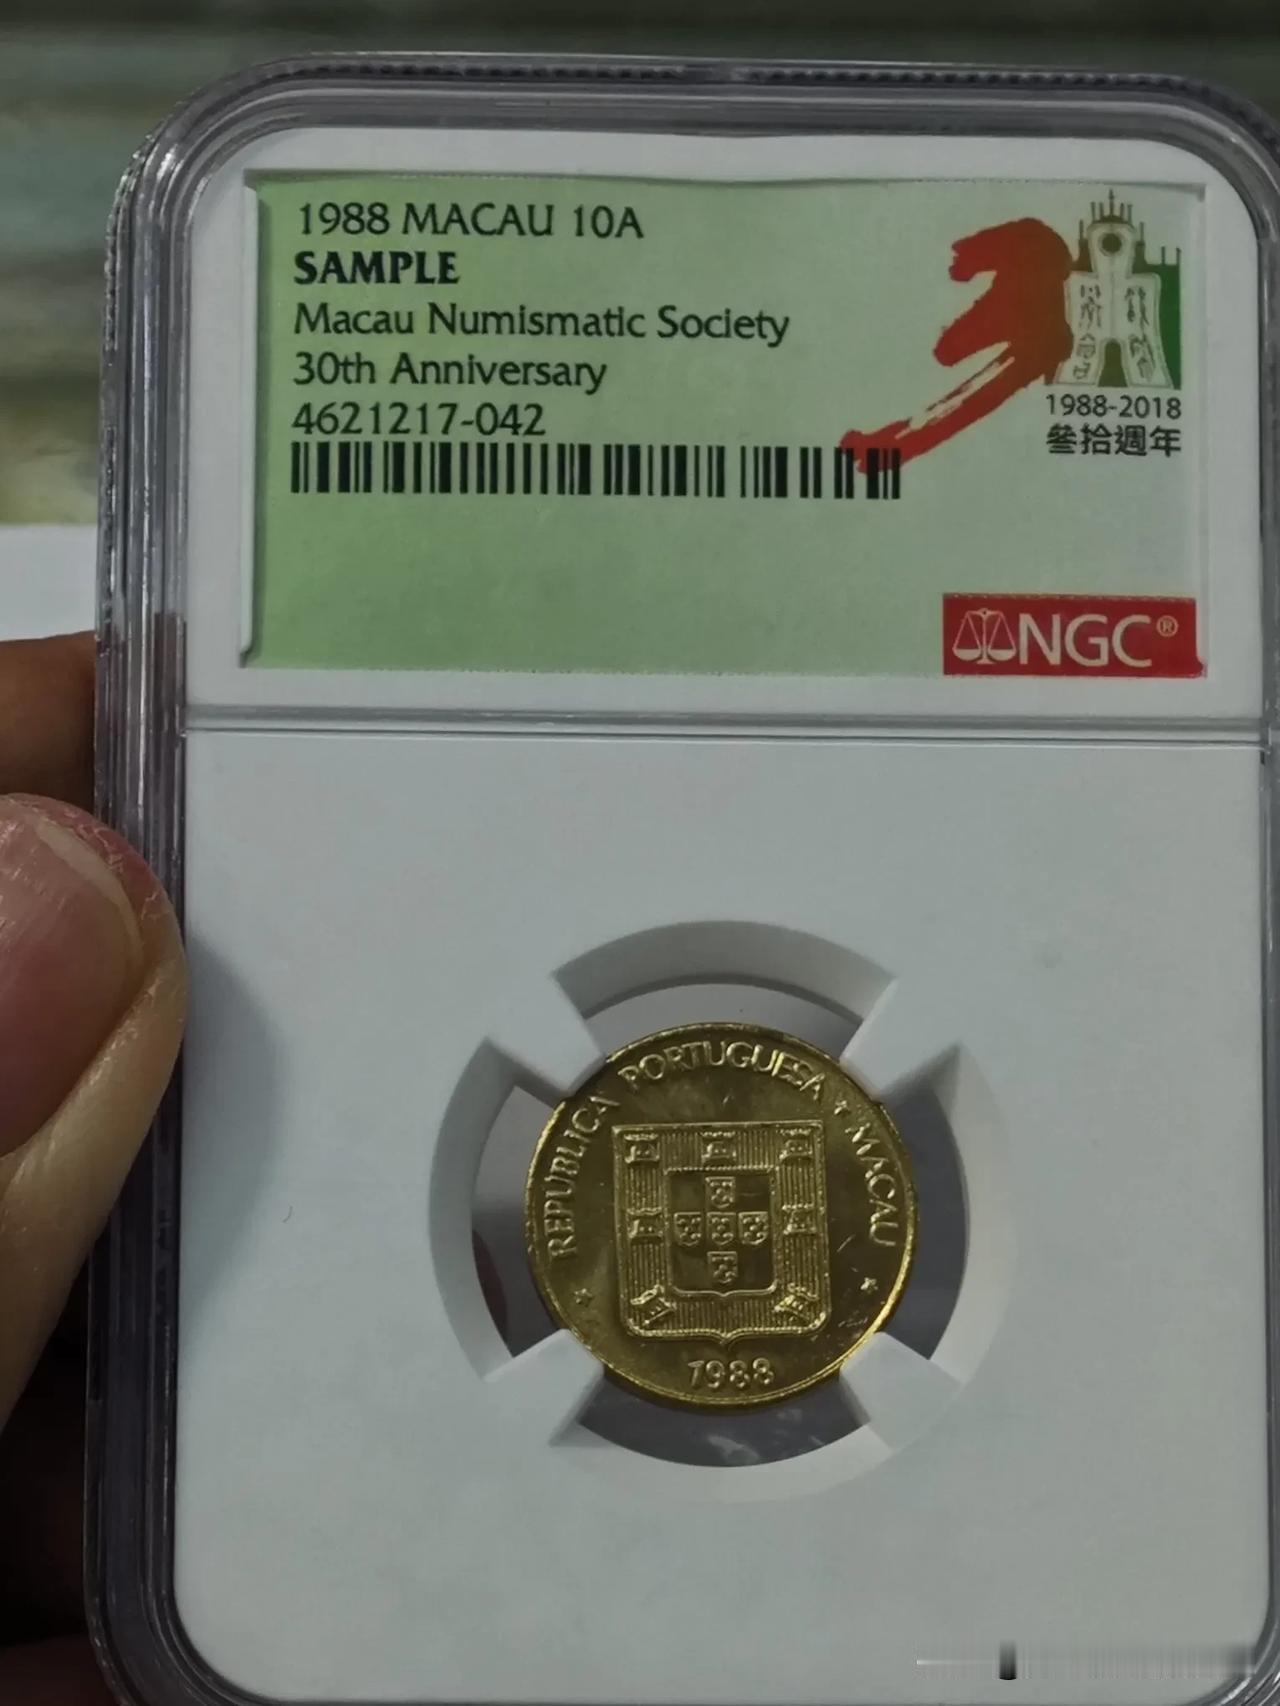 1988 MACAU 10A
SAMPLE
Macau Numismatic Society
30th Anniversary
4621217-042
1988-2018
叄拾週年
NGC®
REPUBLICA PORTUGUESA ★ MACAU
1988